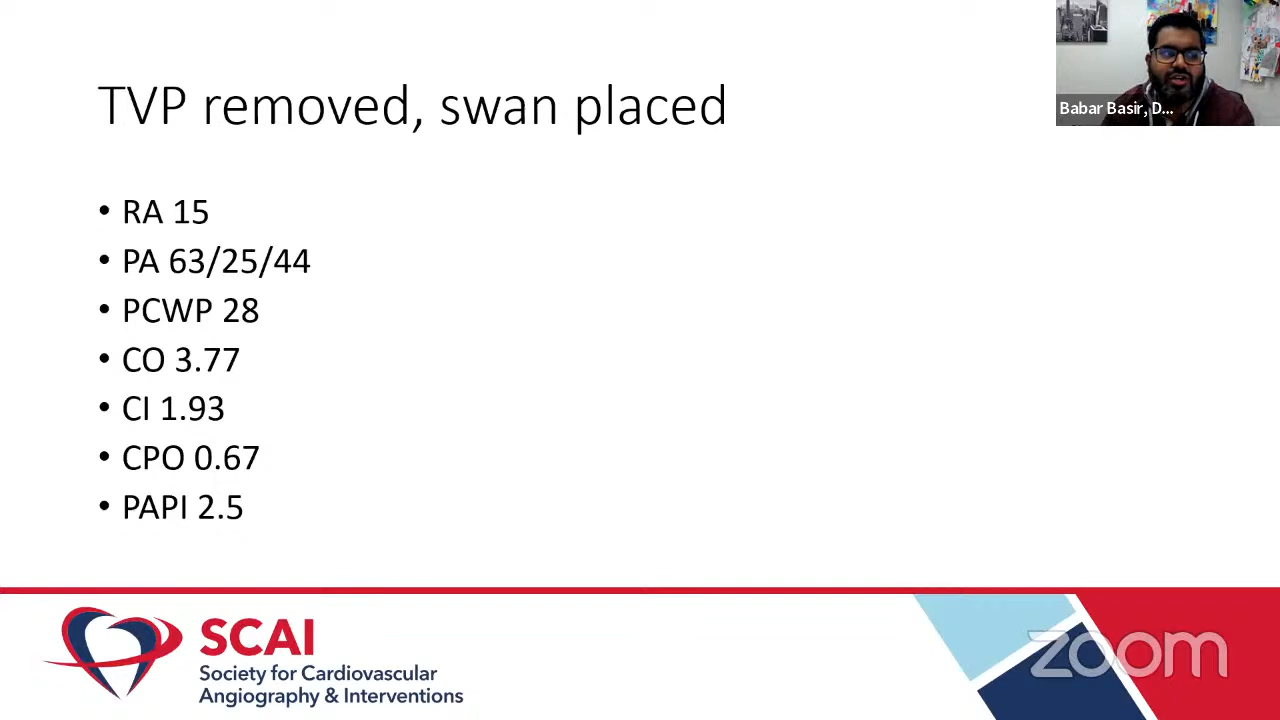 TVP removed, swan placed
Babar Basir, D...
• RA 15
• PA 63/25/44
• PCWP 28
• CO 3.77
• CI 1.93
• CPO 0.67
• PAPI 2.5
SCAI
Society for Cardiovascular
Angiography & Interventions
zoom